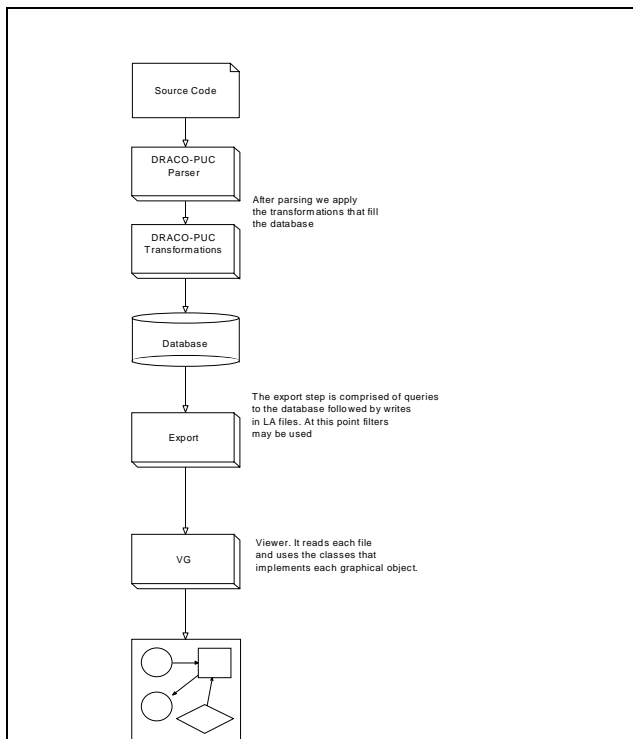 Source Code
DRACO-PUC
Parser
After parsing we apply
the transformations that fill
the database
DRACO-PUC
Transformations
Database
The export step is comprised of queries
to the database followed by writes
in LA files. At this point filters
may be used
Export
Viewer. It reads each file
and uses the classes that
implements each graphical object.
VG